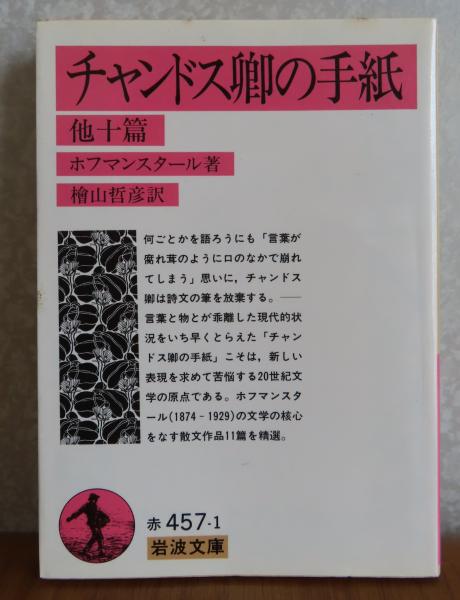 チャンドス卿の手紙
他十篇
ホフマンスタール著
檜山哲彦訳
何ごとかを語ろうにも「言葉が
腐れ茸のように口のなかで崩れ
てしまう」思いに，チャンドス
卿は詩文の筆を放棄する。──
言葉と物とが乖離した現代的状
況をいち早くとらえた「チャン
ドス卿の手紙」こそは，新しい
表現を求めて苦悩する20世紀文
学の原点である。ホフマンスタ
ール(1874‐1929)の文学の核心
をなす散文作品11篇を精選。
赤 457-1
岩波文庫